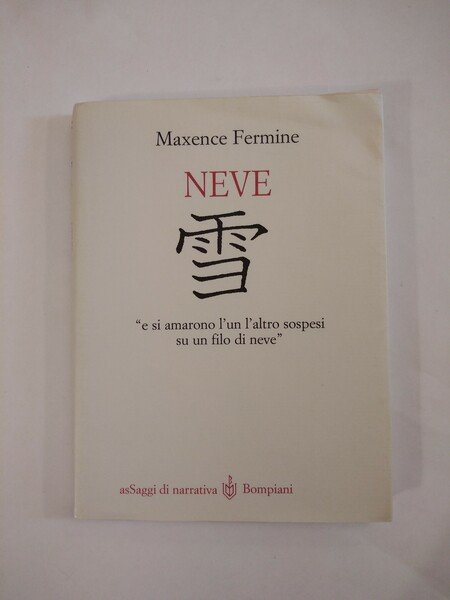 Maxence Fermine
NEVE
雪
“e si amarono l'un l'altro sospesi
su un filo di neve”
asSaggi di narrativa Bompiani